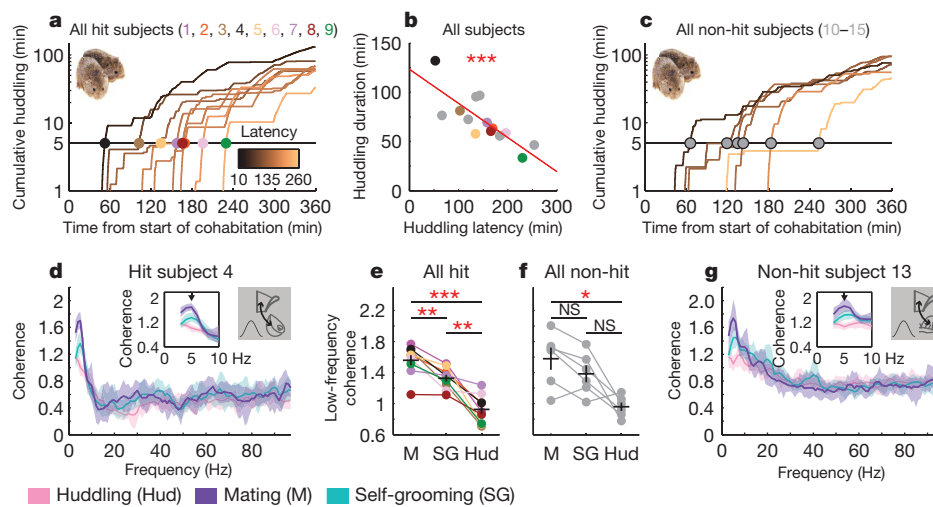 a All hit subjects (1, 2, 3, 4, 5, 6, 7, 8, 9)
Cumulative huddling (min)
100
10
5
1
Latency
10 135 260
0 60 120 180 240 300 360
Time from start of cohabitation (min)
b All subjects
***
Huddling duration (min)
150
100
50
0
0 100 200 300
Huddling latency (min)
c All non-hit subjects (10–15)
Cumulative huddling (min)
100
10
5
1
0 60 120 180 240 300 360
Time from start of cohabitation (min)
d Hit subject 4
Coherence
2.0
1.6
1.2
0.8
0.4
0
Coherence
2
1.2
0.4
0 5 10 Hz
0 20 40 60 80
Frequency (Hz)
e All hit
***
**
**
Low-frequency
coherence
2.2
1.8
1.4
1.0
0.6
M SG Hud
f All non-hit
*
NS
NS
M SG Hud
g Non-hit subject 13
Coherence
2.0
1.6
1.2
0.8
0.4
0
Coherence
2
1.2
0.4
0 5 10 Hz
0 20 40 60 80
Frequency (Hz)
Huddling (Hud) Mating (M) Self-grooming (SG)